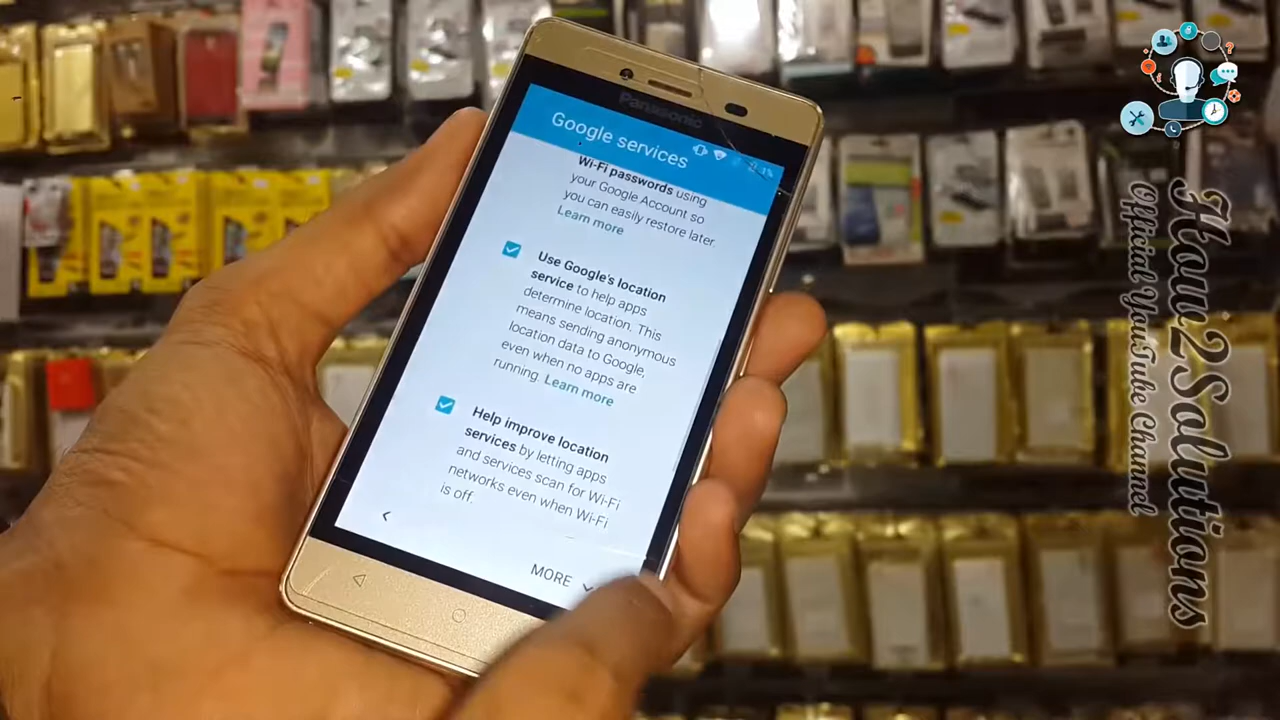 Panasonic
Google services
Wi-Fi passwords using
your Google Account so
you can easily restore later.
Learn more
Use Google's location
service to help apps
determine location. This
means sending anonymous
location data to Google,
even when no apps are
running. Learn more
Help improve location
services by letting apps
and services scan for Wi-Fi
networks even when Wi-Fi
is off.
MORE
How2Solutions
Official YouTube Channel